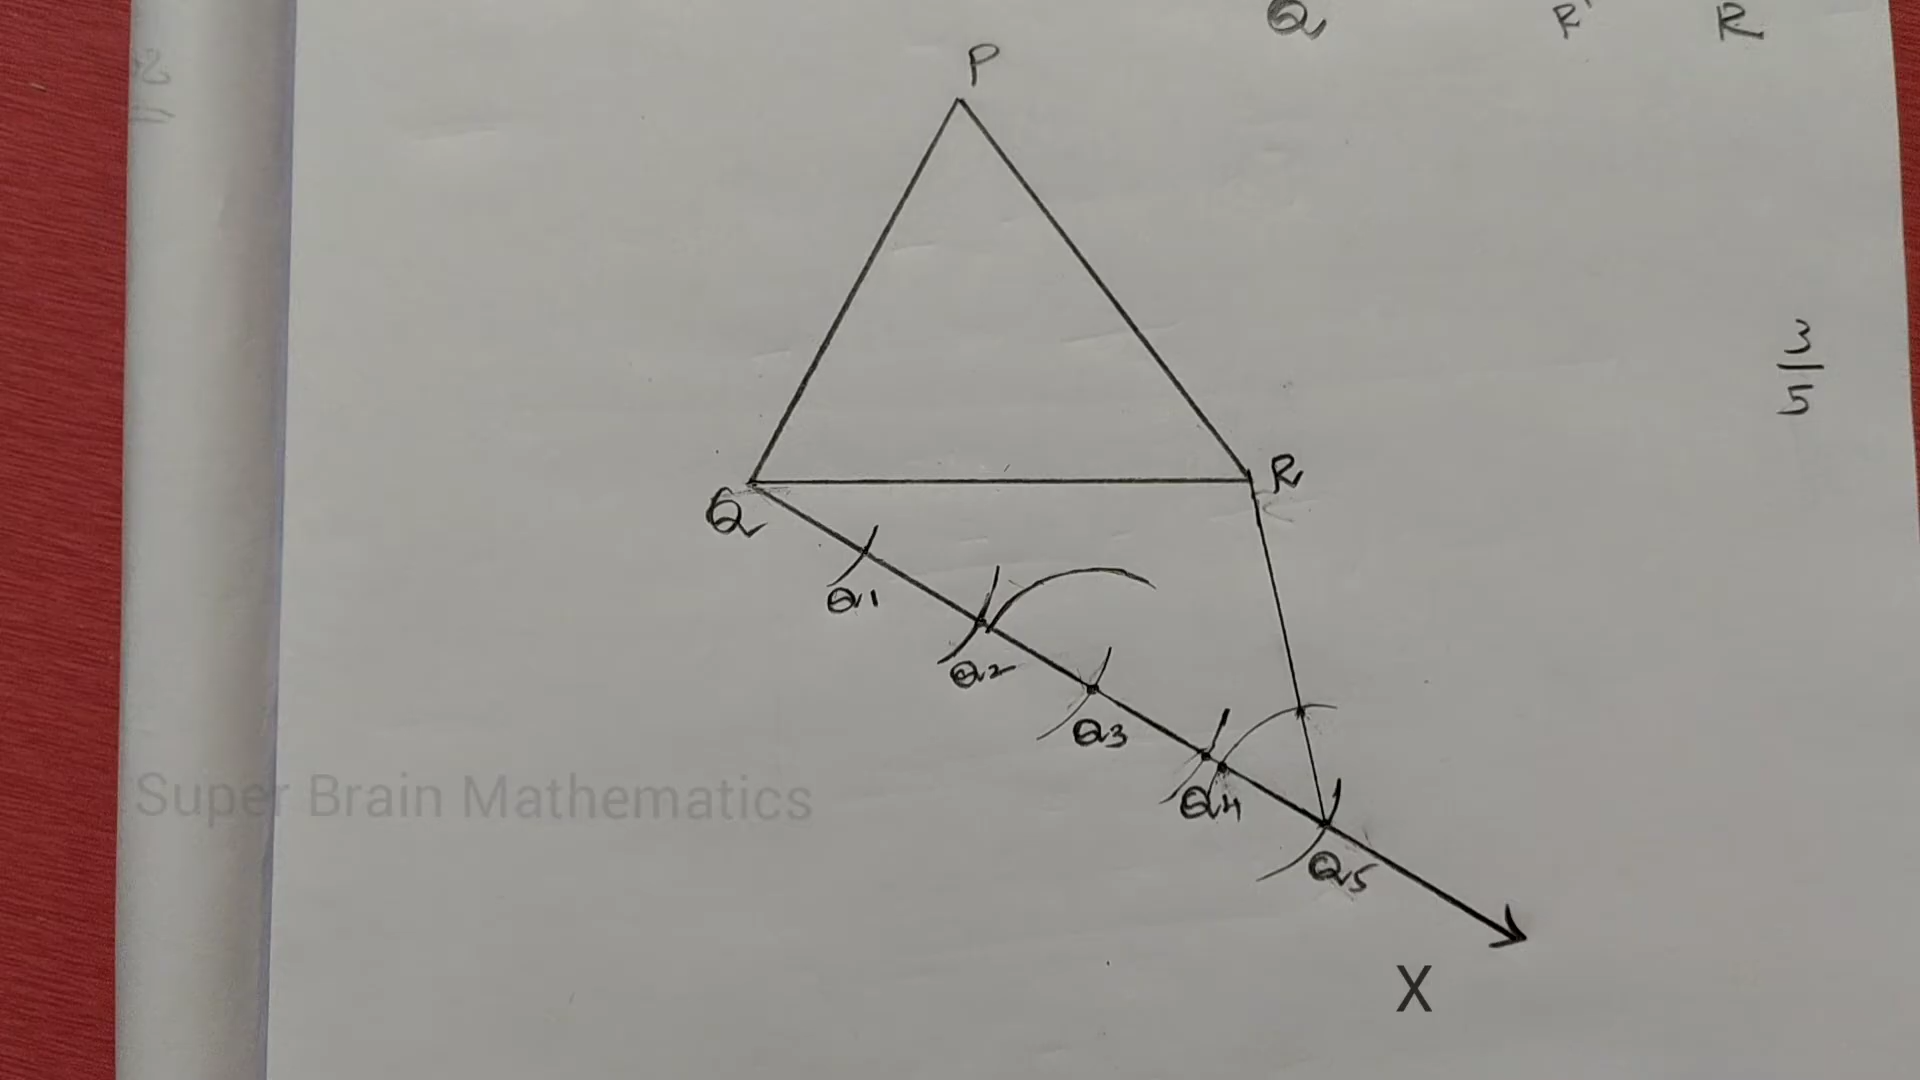 Q R' R
P
3
5
Q R
Q1
Q2
Q3
Q4
Q5
Super Brain Mathematics
X